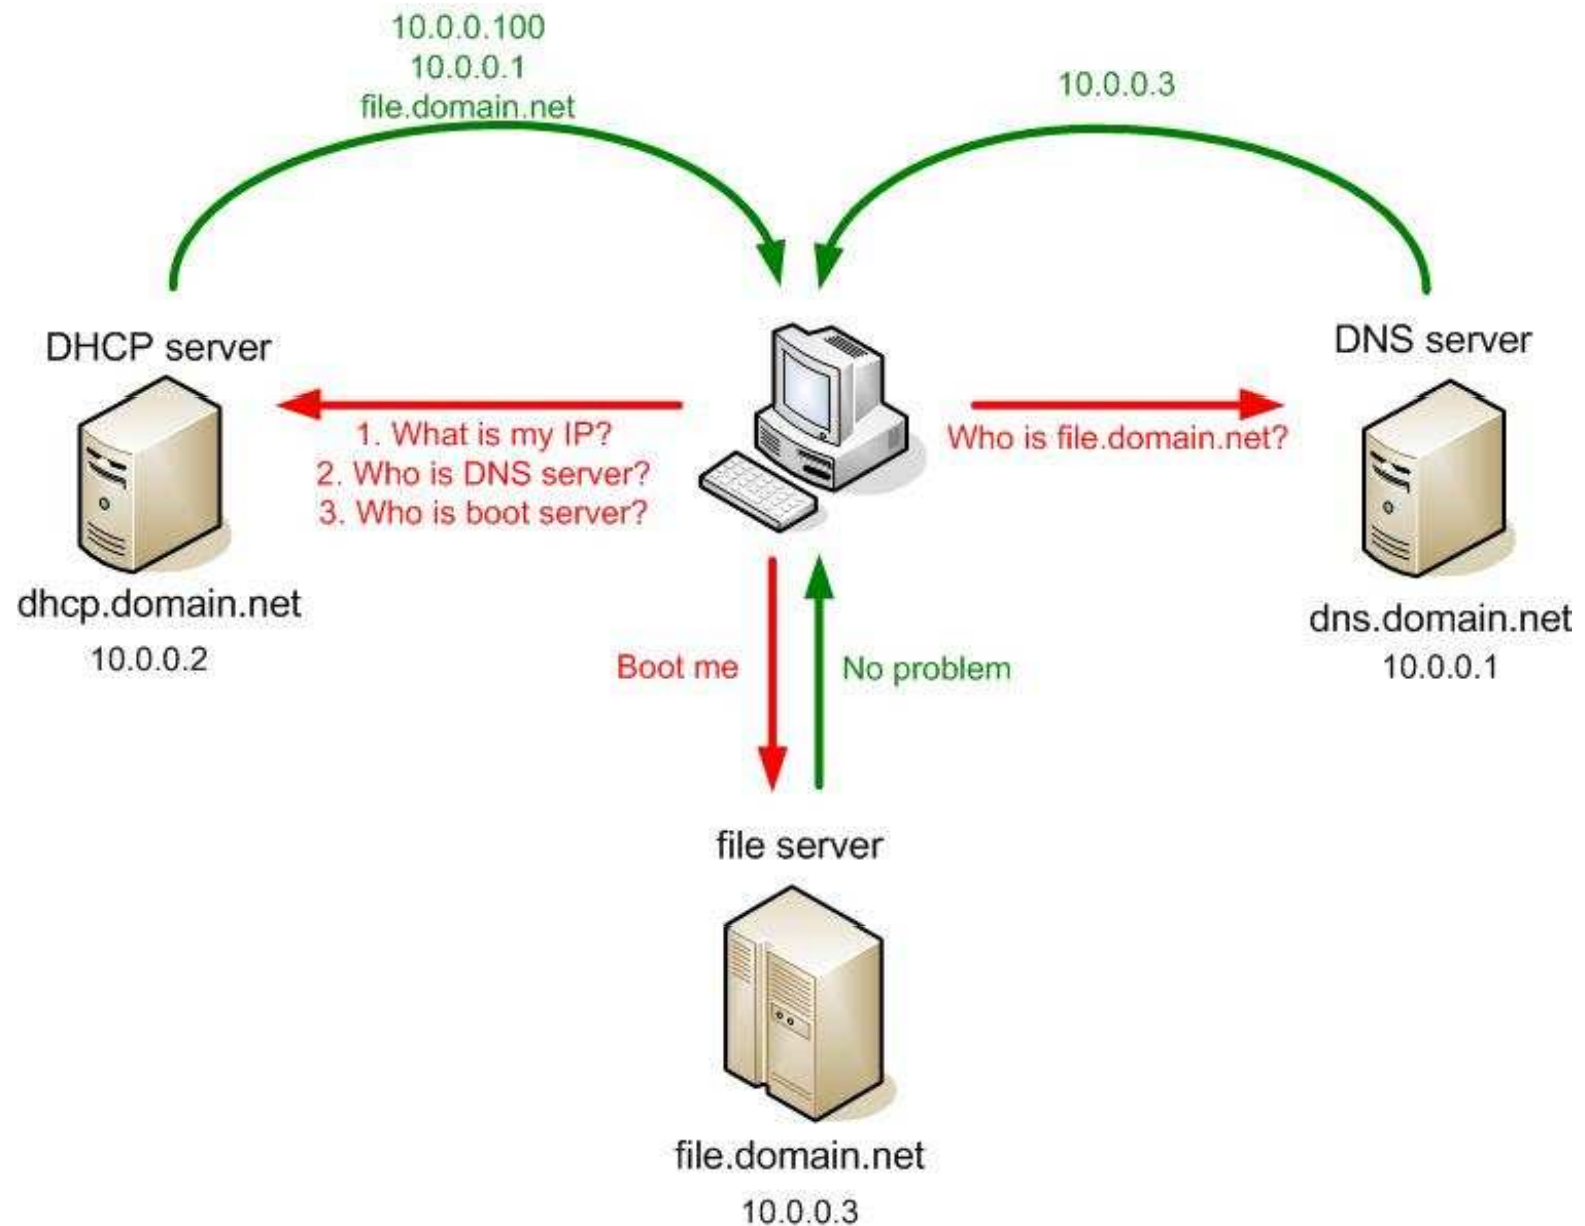 10.0.0.100
10.0.0.1
file.domain.net
10.0.0.3
DHCP server
DNS server
1. What is my IP?
2. Who is DNS server?
3. Who is boot server?
Who is file.domain.net?
dhcp.domain.net
10.0.0.2
dns.domain.net
10.0.0.1
Boot me
No problem
file server
file.domain.net
10.0.0.3